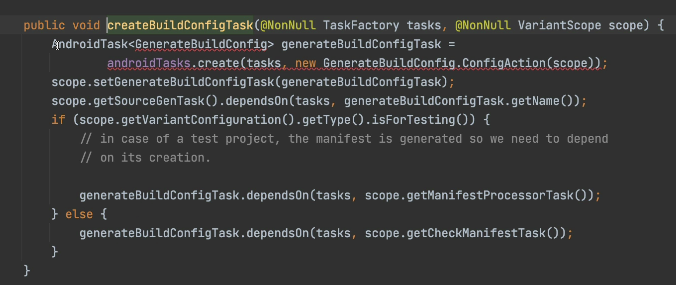 public void createBuildConfigTask(@NonNull TaskFactory tasks, @NonNull VariantScope scope) {
AndroidTask<GenerateBuildConfig> generateBuildConfigTask =
androidTasks.create(tasks, new GenerateBuildConfig.ConfigAction(scope));
scope.setGenerateBuildConfigTask(generateBuildConfigTask);
scope.getSourceGenTask().dependsOn(tasks, generateBuildConfigTask.getName());
if (scope.getVariantConfiguration().getType().isForTesting()) {
// in case of a test project, the manifest is generated so we need to depend
// on its creation.
generateBuildConfigTask.dependsOn(tasks, scope.getManifestProcessorTask());
} else {
generateBuildConfigTask.dependsOn(tasks, scope.getCheckManifestTask());
}
}